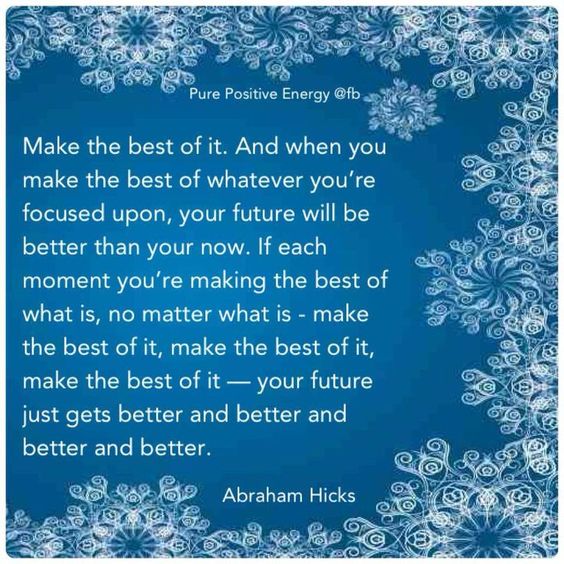 Pure Positive Energy @fb
Make the best of it. And when you
make the best of whatever you're
focused upon, your future will be
better than your now. If each
moment you're making the best of
what is, no matter what is - make
the best of it, make the best of it,
make the best of it — your future
just gets better and better and
better and better.
Abraham Hicks